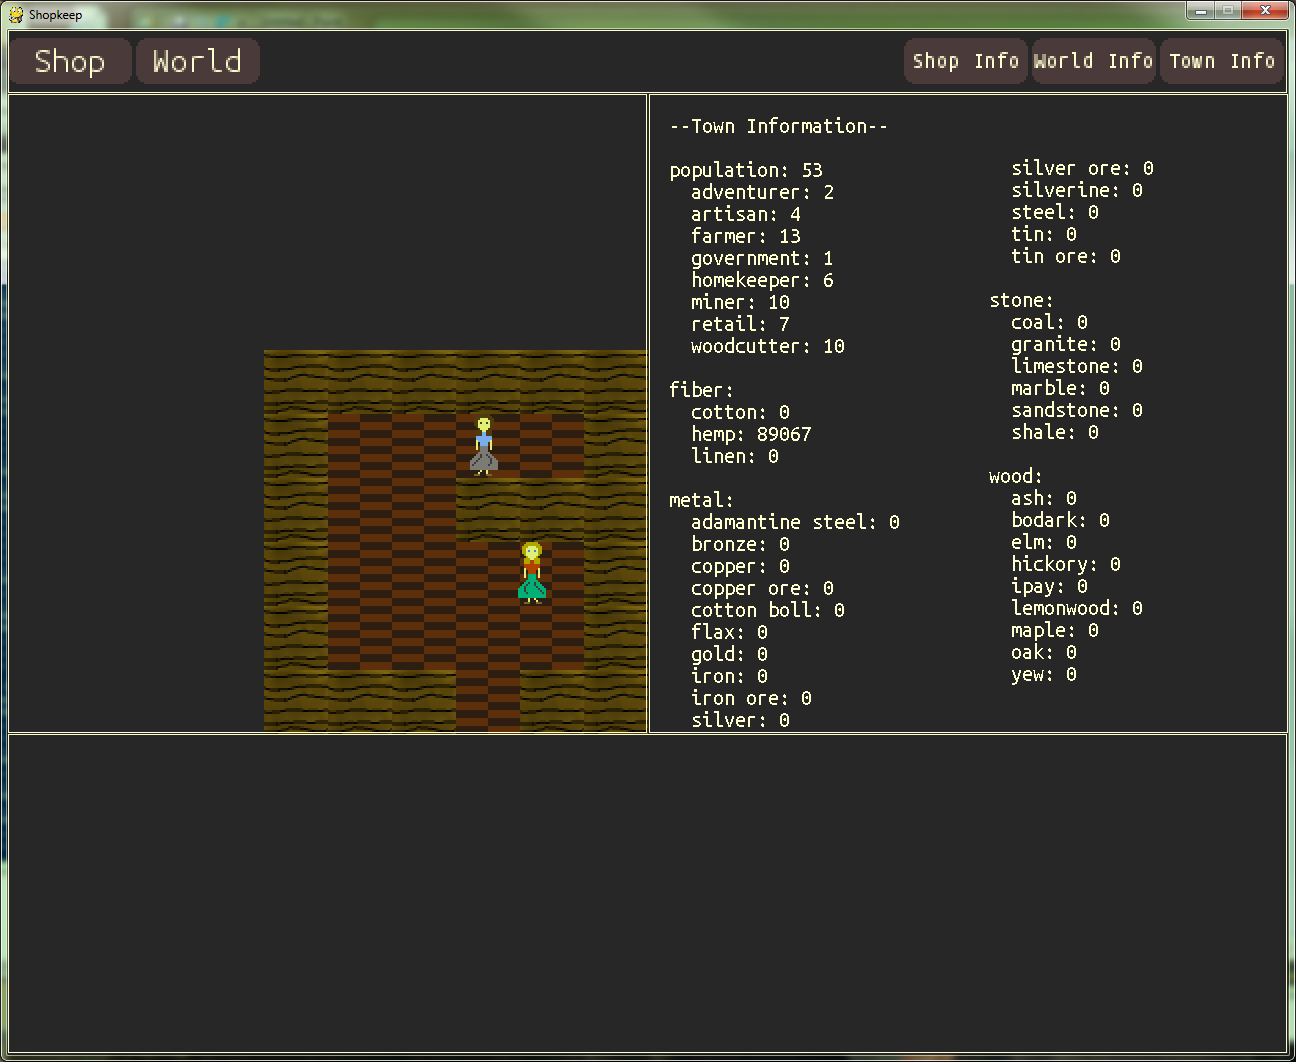 Shopkeep
Shop
World
Shop Info
World Info
Town Info
--Town Information--
population: 53
adventurer: 2
artisan: 4
farmer: 13
government: 1
homekeeper: 6
miner: 10
retail: 7
woodcutter: 10
fiber:
cotton: 0
hemp: 89067
linen: 0
metal:
adamantine steel: 0
bronze: 0
copper: 0
copper ore: 0
cotton boll: 0
flax: 0
gold: 0
iron: 0
iron ore: 0
silver: 0
silver ore: 0
silverine: 0
steel: 0
tin: 0
tin ore: 0
stone:
coal: 0
granite: 0
limestone: 0
marble: 0
sandstone: 0
shale: 0
wood:
ash: 0
bodark: 0
elm: 0
hickory: 0
ipay: 0
lemonwood: 0
maple: 0
oak: 0
yew: 0